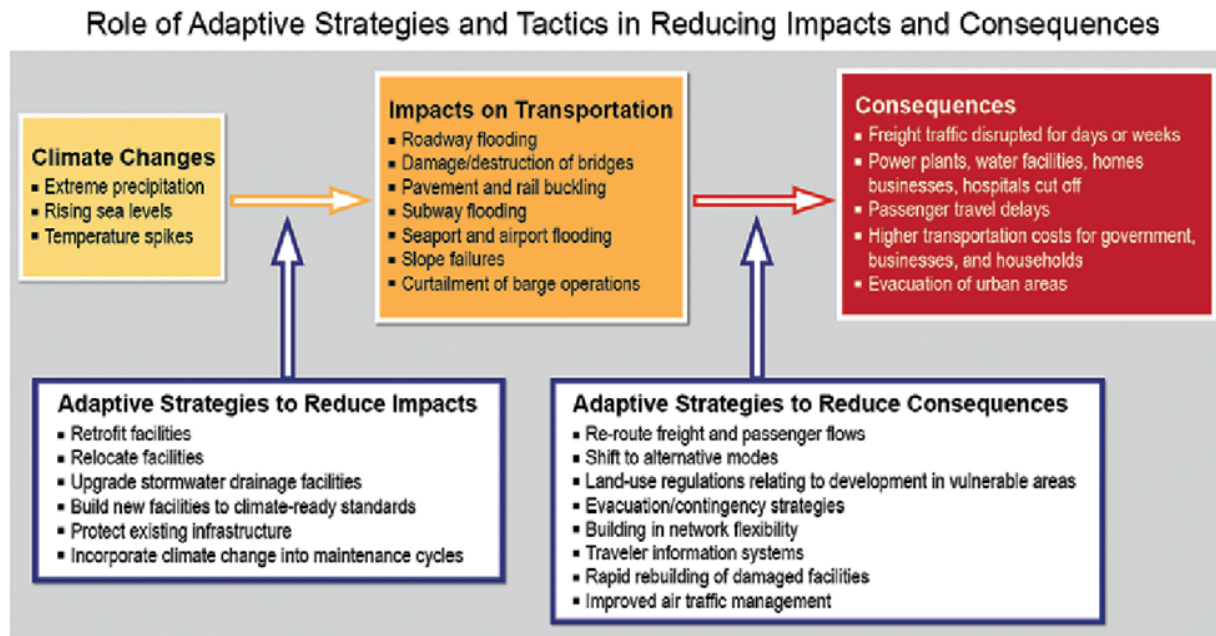 Role of Adaptive Strategies and Tactics in Reducing Impacts and Consequences
Climate Changes
▪ Extreme precipitation
▪ Rising sea levels
▪ Temperature spikes
Impacts on Transportation
▪ Roadway flooding
▪ Damage/destruction of bridges
▪ Pavement and rail buckling
▪ Subway flooding
▪ Seaport and airport flooding
▪ Slope failures
▪ Curtailment of barge operations
Consequences
▪ Freight traffic disrupted for days or weeks
▪ Power plants, water facilities, homes
businesses, hospitals cut off
▪ Passenger travel delays
▪ Higher transportation costs for government,
businesses, and households
▪ Evacuation of urban areas
Adaptive Strategies to Reduce Impacts
▪ Retrofit facilities
▪ Relocate facilities
▪ Upgrade stormwater drainage facilities
▪ Build new facilities to climate-ready standards
▪ Protect existing infrastructure
▪ Incorporate climate change into maintenance cycles
Adaptive Strategies to Reduce Consequences
▪ Re-route freight and passenger flows
▪ Shift to alternative modes
▪ Land-use regulations relating to development in vulnerable areas
▪ Evacuation/contingency strategies
▪ Building in network flexibility
▪ Traveler information systems
▪ Rapid rebuilding of damaged facilities
▪ Improved air traffic management